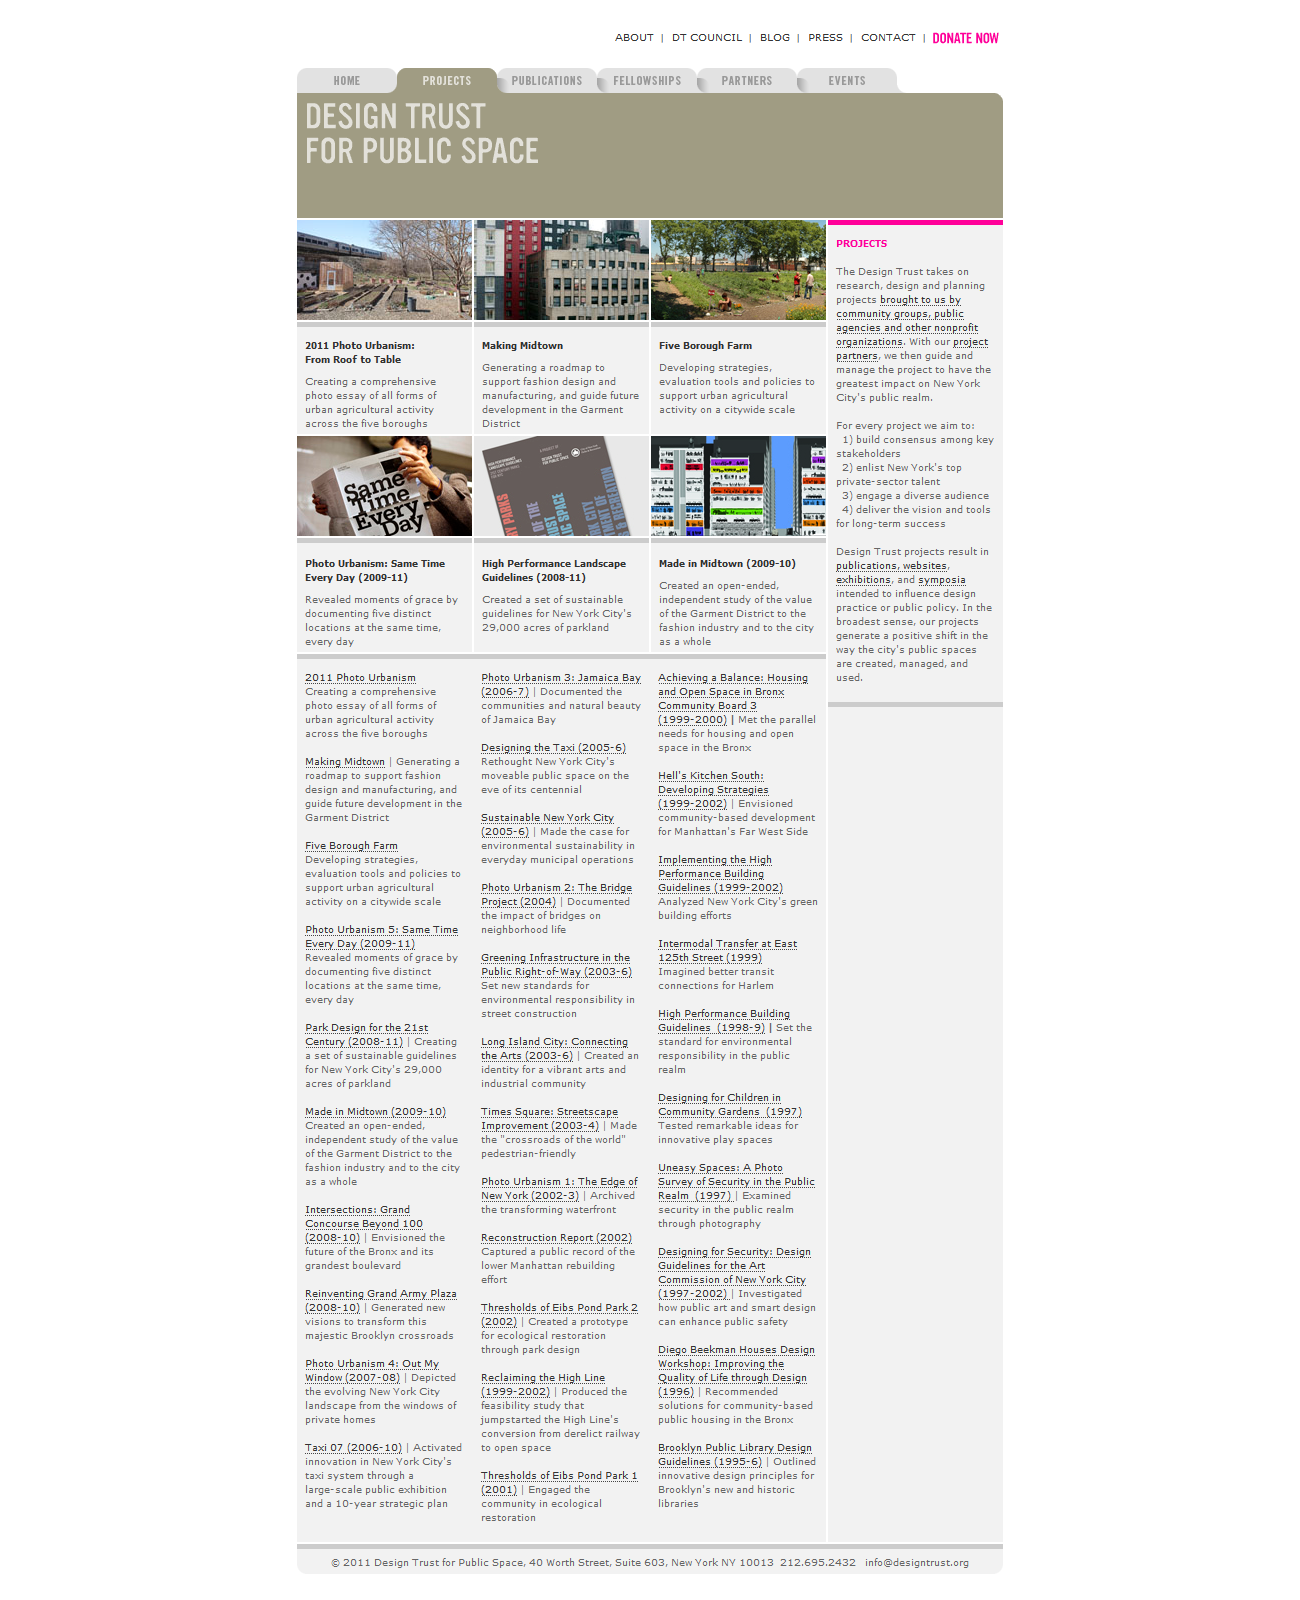 ABOUT | DT COUNCIL | BLOG | PRESS | CONTACT | DONATE NOW
HOME PROJECTS PUBLICATIONS FELLOWSHIPS PARTNERS EVENTS
DESIGN TRUST
FOR PUBLIC SPACE
2011 Photo Urbanism:
From Roof to Table
Creating a comprehensive
photo essay of all forms of
urban agricultural activity
across the five boroughs
Making Midtown
Generating a roadmap to
support fashion design and
manufacturing, and guide future
development in the Garment
District
Five Borough Farm
Developing strategies,
evaluation tools and policies to
support urban agricultural
activity on a citywide scale
Same
Time
Every
Day
Photo Urbanism: Same Time
Every Day (2009-11)
Revealed moments of grace by
documenting five distinct
locations at the same time,
every day
High Performance Landscape
Guidelines (2008-11)
Created a set of sustainable
guidelines for New York City's
29,000 acres of parkland
Made in Midtown (2009-10)
Created an open-ended,
independent study of the value
of the Garment District to the
fashion industry and to the city
as a whole
2011 Photo Urbanism
Creating a comprehensive
photo essay of all forms of
urban agricultural activity
across the five boroughs
Making Midtown | Generating a
roadmap to support fashion
design and manufacturing, and
guide future development in the
Garment District
Five Borough Farm
Developing strategies,
evaluation tools and policies to
support urban agricultural
activity on a citywide scale
Photo Urbanism 5: Same Time
Every Day (2009-11)
Revealed moments of grace by
documenting five distinct
locations at the same time,
every day
Park Design for the 21st
Century (2008-11) | Creating
a set of sustainable guidelines
for New York City's 29,000
acres of parkland
Made in Midtown (2009-10)
Created an open-ended,
independent study of the value
of the Garment District to the
fashion industry and to the city
as a whole
Intersections: Grand
Concourse Beyond 100
(2008-10) | Envisioned the
future of the Bronx and its
grandest boulevard
Reinventing Grand Army Plaza
(2008-10) | Generated new
visions to transform this
majestic Brooklyn crossroads
Photo Urbanism 4: Out My
Window (2007-08) | Depicted
the evolving New York City
landscape from the windows of
private homes
Taxi 07 (2006-10) | Activated
innovation in New York City's
taxi system through a
large-scale public exhibition
and a 10-year strategic plan
Photo Urbanism 3: Jamaica Bay
(2006-7) | Documented the
communities and natural beauty
of Jamaica Bay
Designing the Taxi (2005-6)
Rethought New York City's
moveable public space on the
eve of its centennial
Sustainable New York City
(2005-6) | Made the case for
environmental sustainability in
everyday municipal operations
Photo Urbanism 2: The Bridge
Project (2004) | Documented
the impact of bridges on
neighborhood life
Greening Infrastructure in the
Public Right-of-Way (2003-6)
Set new standards for
environmental responsibility in
street construction
Long Island City: Connecting
the Arts (2003-6) | Created an
identity for a vibrant arts and
industrial community
Times Square: Streetscape
Improvement (2003-4) | Made
the "crossroads of the world"
pedestrian-friendly
Photo Urbanism 1: The Edge of
New York (2002-3) | Archived
the transforming waterfront
Reconstruction Report (2002)
Captured a public record of the
lower Manhattan rebuilding
effort
Thresholds of Eibs Pond Park 2
(2002) | Created a prototype
for ecological restoration
through park design
Reclaiming the High Line
(1999-2002) | Produced the
feasibility study that
jumpstarted the High Line's
conversion from derelict railway
to open space
Thresholds of Eibs Pond Park 1
(2001) | Engaged the
community in ecological
restoration
Achieving a Balance: Housing
and Open Space in Bronx
Community Board 3
(1999-2000) | Met the parallel
needs for housing and open
space in the Bronx
Hell's Kitchen South:
Developing Strategies
(1999-2002) | Envisioned
community-based development
for Manhattan's Far West Side
Implementing the High
Performance Building
Guidelines (1999-2002)
Analyzed New York City's green
building efforts
Intermodal Transfer at East
125th Street (1999)
Imagined better transit
connections for Harlem
High Performance Building
Guidelines (1998-9) | Set the
standard for environmental
responsibility in the public
realm
Designing for Children in
Community Gardens (1997)
Tested remarkable ideas for
innovative play spaces
Uneasy Spaces: A Photo
Survey of Security in the Public
Realm (1997) | Examined
security in the public realm
through photography
Designing for Security: Design
Guidelines for the Art
Commission of New York City
(1997-2002) | Investigated
how public art and smart design
can enhance public safety
Diego Beekman Houses Design
Workshop: Improving the
Quality of Life through Design
(1996) | Recommended
solutions for community-based
public housing in the Bronx
Brooklyn Public Library Design
Guidelines (1995-6) | Outlined
innovative design principles for
Brooklyn's new and historic
libraries
PROJECTS
The Design Trust takes on
research, design and planning
projects brought to us by
community groups, public
agencies and other nonprofit
organizations. With our project
partners, we then guide and
manage the project to have the
greatest impact on New York
City's public realm.
For every project we aim to:
1) build consensus among key
stakeholders
2) enlist New York's top
private-sector talent
3) engage a diverse audience
4) deliver the vision and tools
for long-term success
Design Trust projects result in
publications, websites,
exhibitions, and symposia
intended to influence design
practice or public policy. In the
broadest sense, our projects
generate a positive shift in the
way the city's public spaces
are created, managed, and
used.
© 2011 Design Trust for Public Space, 40 Worth Street, Suite 603, New York NY 10013 212.695.2432 info@designtrust.org